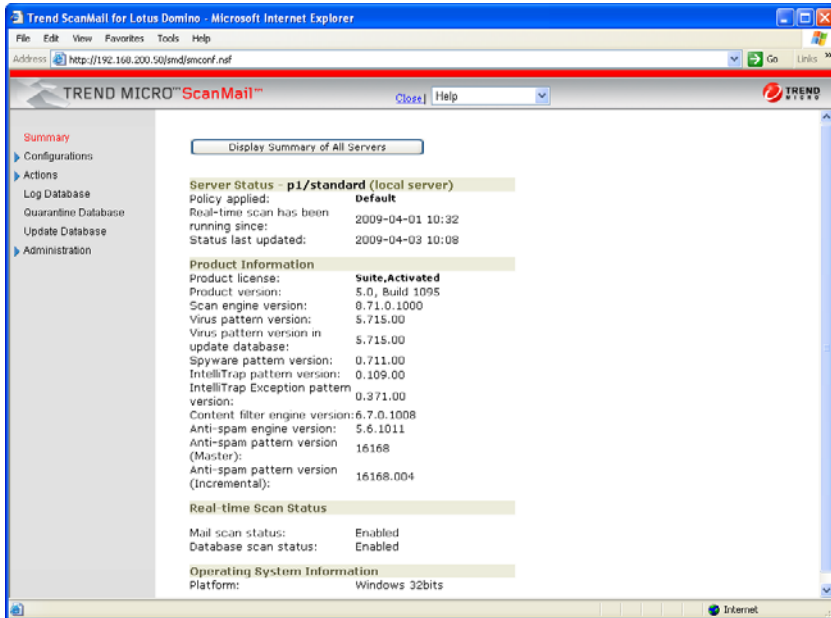 Trend ScanMail for Lotus Domino - Microsoft Internet Explorer
File Edit View Favorites Tools Help
Address http://192.168.200.50/smd/smconf.nsf Go Links »
TREND MICRO™ ScanMail™
Close| Help
TREND MICRO
Summary
Configurations
Actions
Log Database
Quarantine Database
Update Database
Administration
Display Summary of All Servers
Server Status - p1/standard (local server)
Policy applied: Default
Real-time scan has been
running since: 2009-04-01 10:32
Status last updated: 2009-04-03 10:08
Product Information
Product license: Suite,Activated
Product version: 5.0, Build 1095
Scan engine version: 8.71.0.1000
Virus pattern version: 5.715.00
Virus pattern version in
update database: 5.715.00
Spyware pattern version: 0.711.00
IntelliTrap pattern version: 0.109.00
IntelliTrap Exception pattern
version: 0.371.00
Content filter engine version: 6.7.0.1008
Anti-spam engine version: 5.6.1011
Anti-spam pattern version
(Master): 16168
Anti-spam pattern version
(Incremental): 16168.004
Real-time Scan Status
Mail scan status: Enabled
Database scan status: Enabled
Operating System Information
Platform: Windows 32bits
Internet